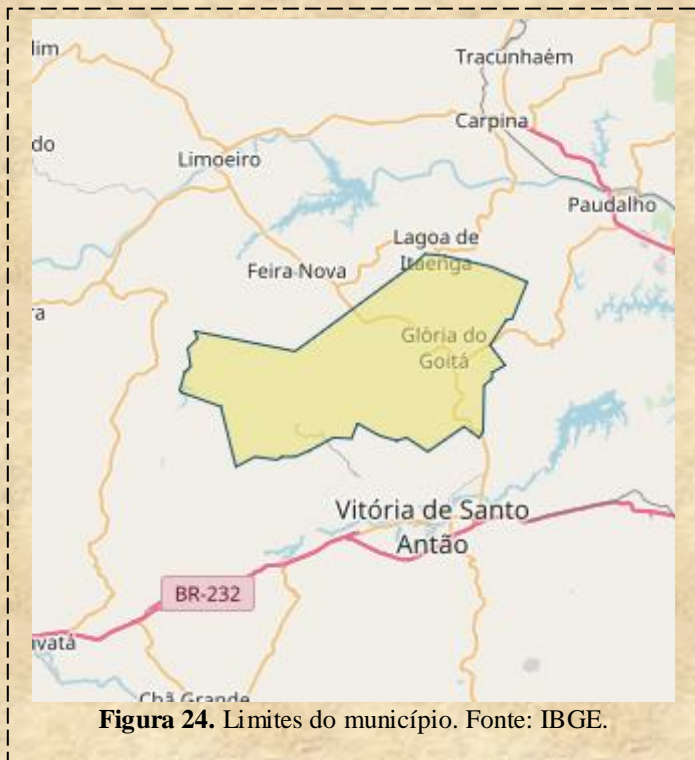 lim
Tracunhaém
Carpina
do
Limoeiro
Paudalho
Lagoa de
Itaenga
Feira Nova
ra
Glória do
Goitá
Vitória de Santo
Antão
BR-232
avatá
Chã Grande
Figura 24. Limites do município. Fonte: IBGE.